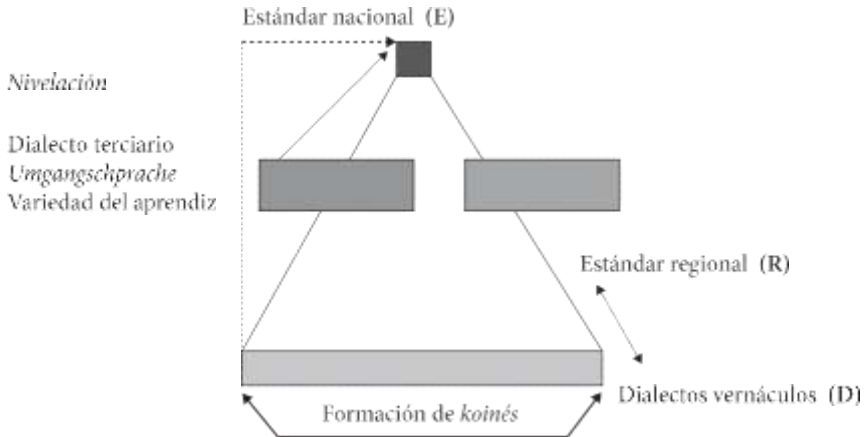 Estándar nacional (E)
Nivelación
Dialecto terciario
Umgangschprache
Variedad del aprendiz
Estándar regional (R)
Dialectos vernáculos (D)
Formación de koinés